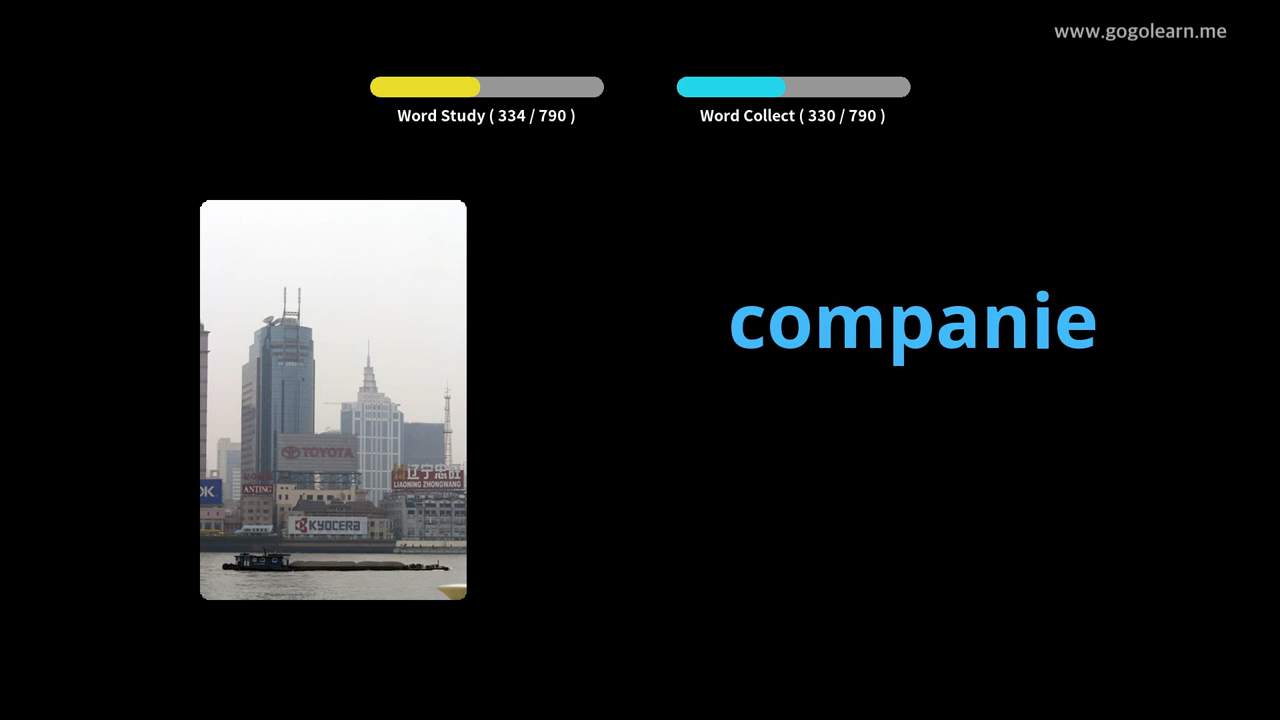 www.gogolearn.me
Word Study ( 334 / 790 )
Word Collect ( 330 / 790 )
companie
TOYOTA
辽宁忠旺
LIAONING ZHONGWANG
ANTING
KYOCERA